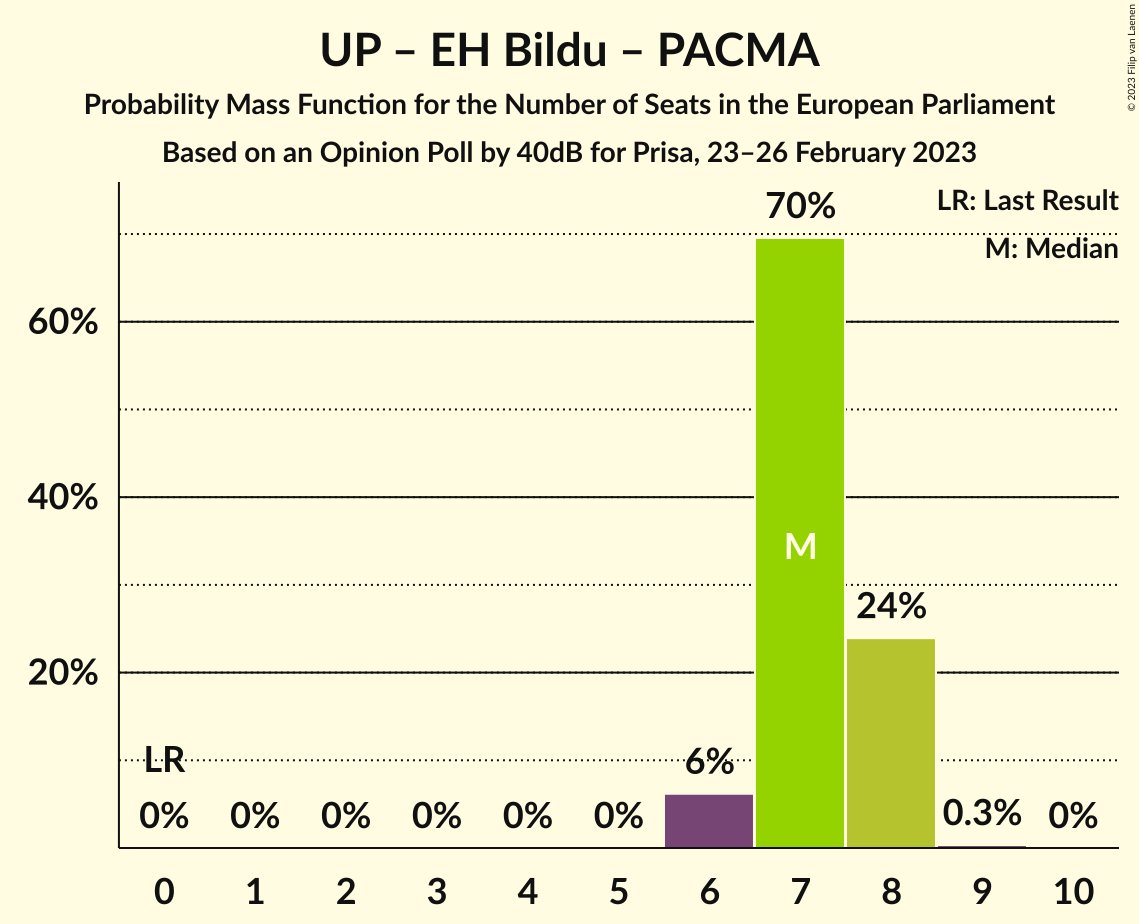 UP – EH Bildu – PACMA
Probability Mass Function for the Number of Seats in the European Parliament
Based on an Opinion Poll by 40dB for Prisa, 23–26 February 2023
© 2023 Filip van Laenen
LR: Last Result
M: Median
70%
60%
40%
M
24%
20%
LR
6%
0%
0%
0%
0%
0%
0%
0.3%
0%
0 1 2 3 4 5 6 7 8 9 10